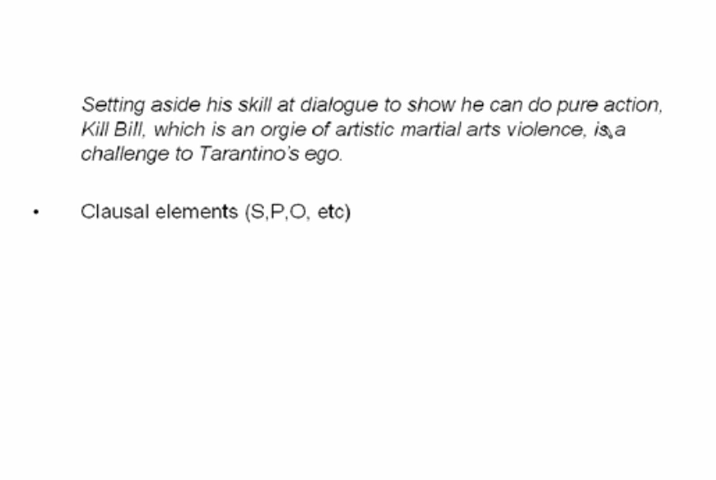 Setting aside his skill at dialogue to show he can do pure action,
Kill Bill, which is an orgie of artistic martial arts violence, is a
challenge to Tarantino's ego.
• Clausal elements (S,P,O, etc)